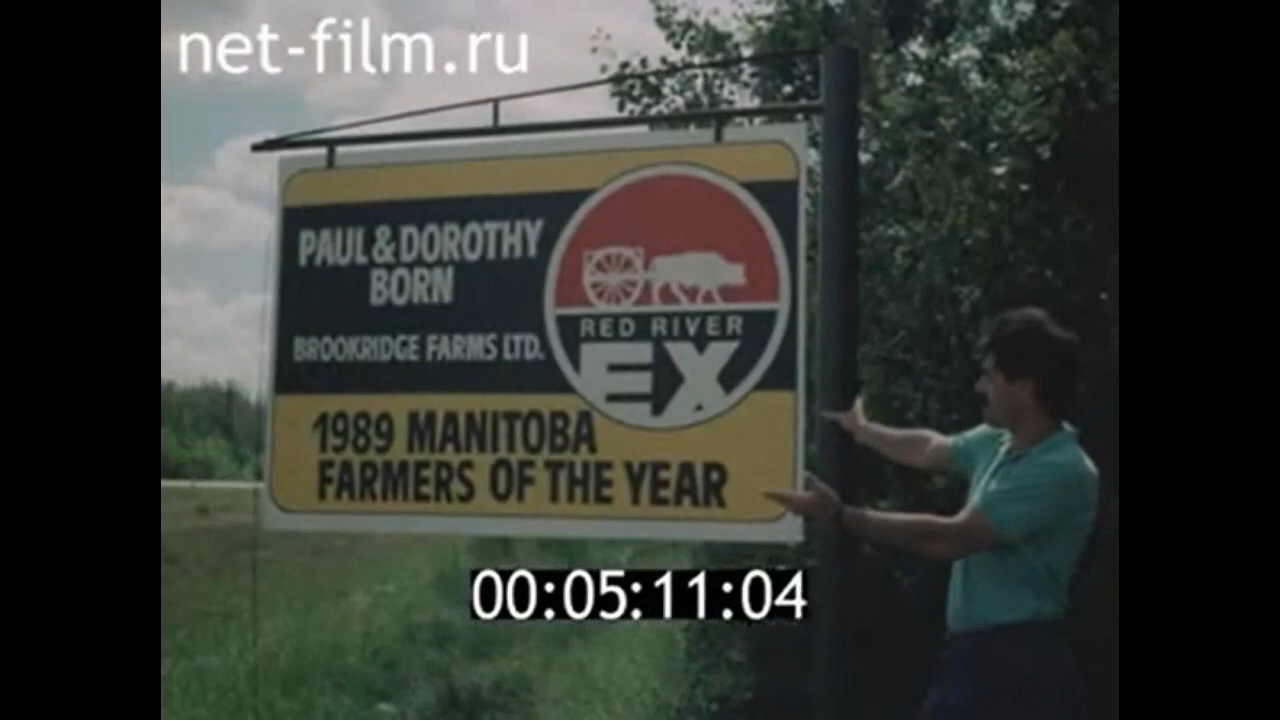 net-film.ru
PAUL & DOROTHY
BORN
BROOKRIDGE FARMS LTD.
RED RIVER
EX
1989 MANITOBA
FARMERS OF THE YEAR
00:05:11:04